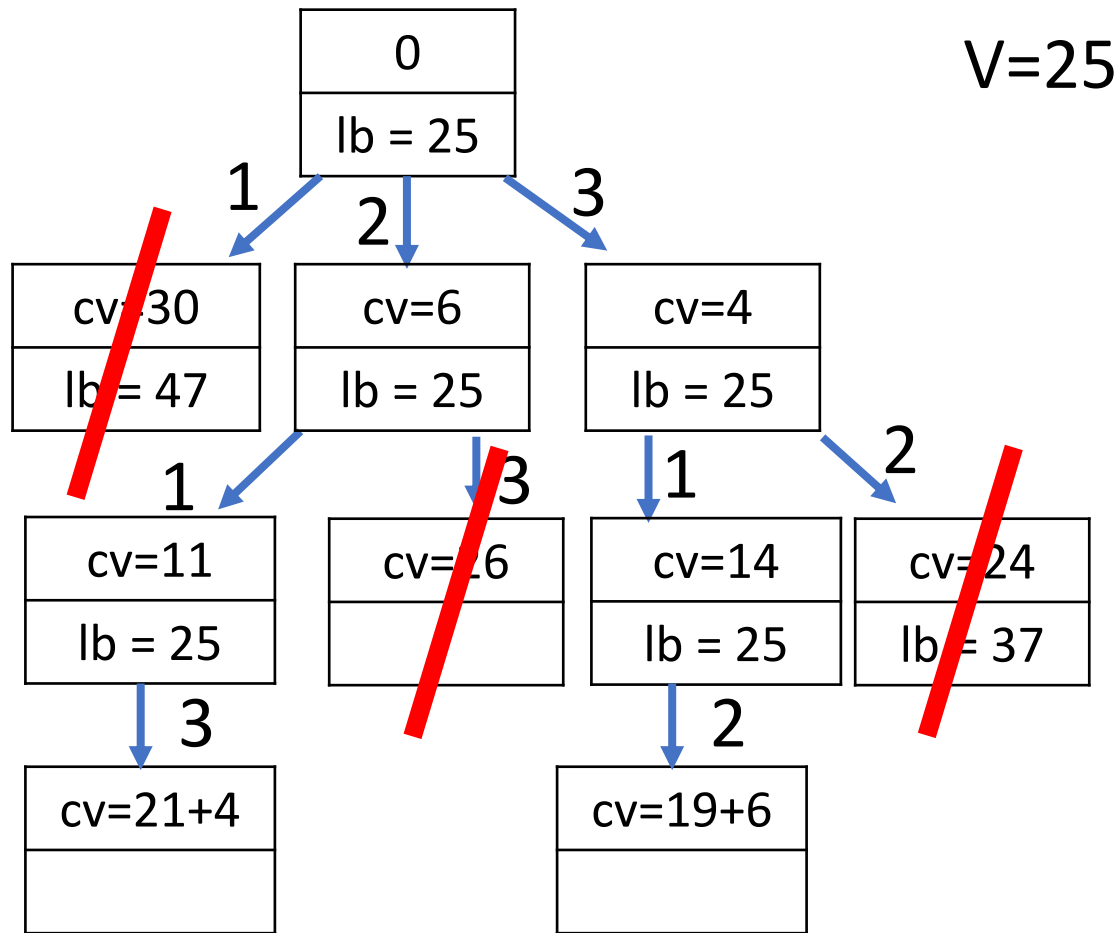 0
V=25
lb = 25
1
2
3
cv=30
cv=6
cv=4
lb = 47
lb = 25
lb = 25
1
3
1
2
cv=11
cv=26
cv=14
cv=24
lb = 25
lb = 25
lb = 37
3
2
cv=21+4
cv=19+6